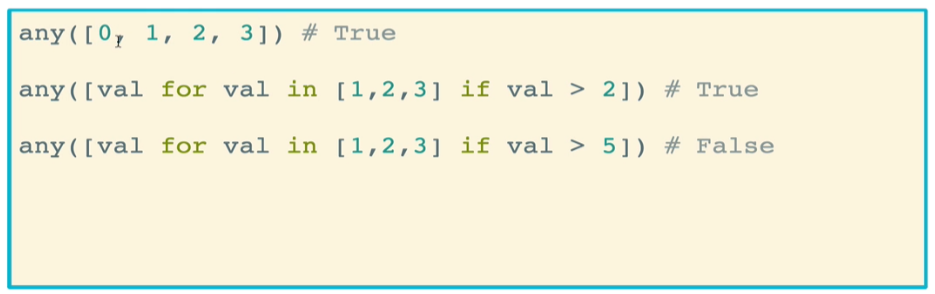 any([0, 1, 2, 3]) # True
any([val for val in [1,2,3] if val > 2]) # True
any([val for val in [1,2,3] if val > 5]) # False